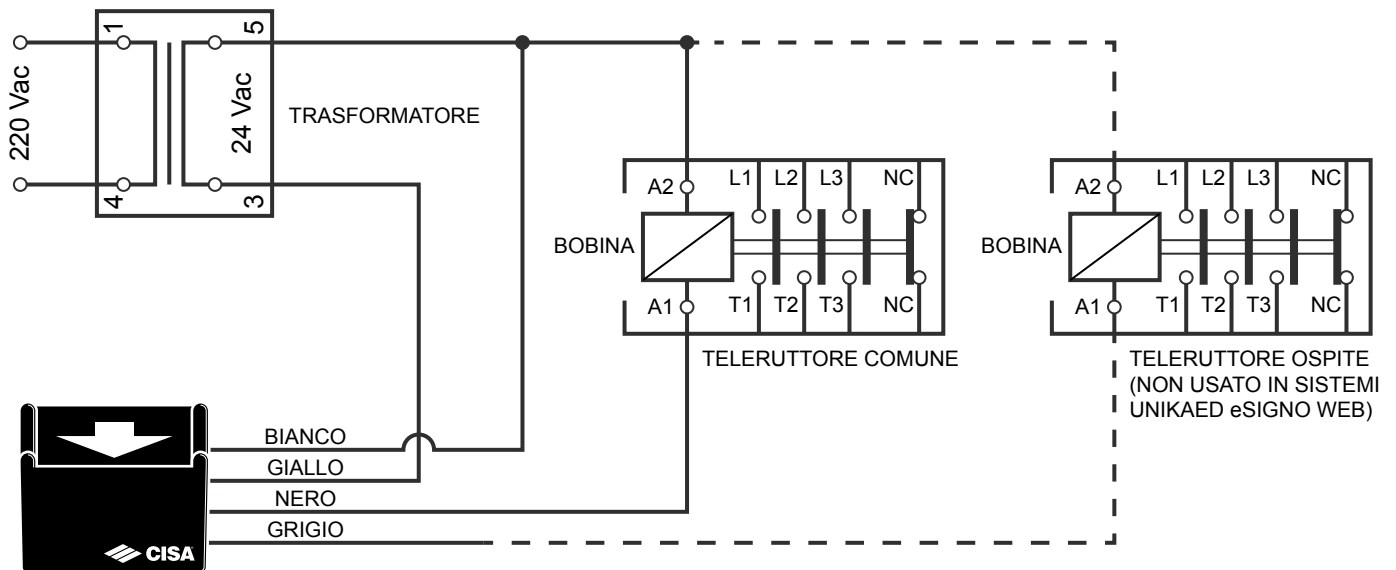 220 Vac
1
5
4
3
24 Vac
TRASFORMATORE
A2
L1
L2
L3
NC
BOBINA
A1
T1
T2
T3
NC
TELERUTTORE COMUNE
A2
L1
L2
L3
NC
BOBINA
A1
T1
T2
T3
NC
TELERUTTORE OSPITE
(NON USATO IN SISTEMI
UNIKAED eSIGNO WEB)
BIANCO
GIALLO
NERO
GRIGIO
CISA